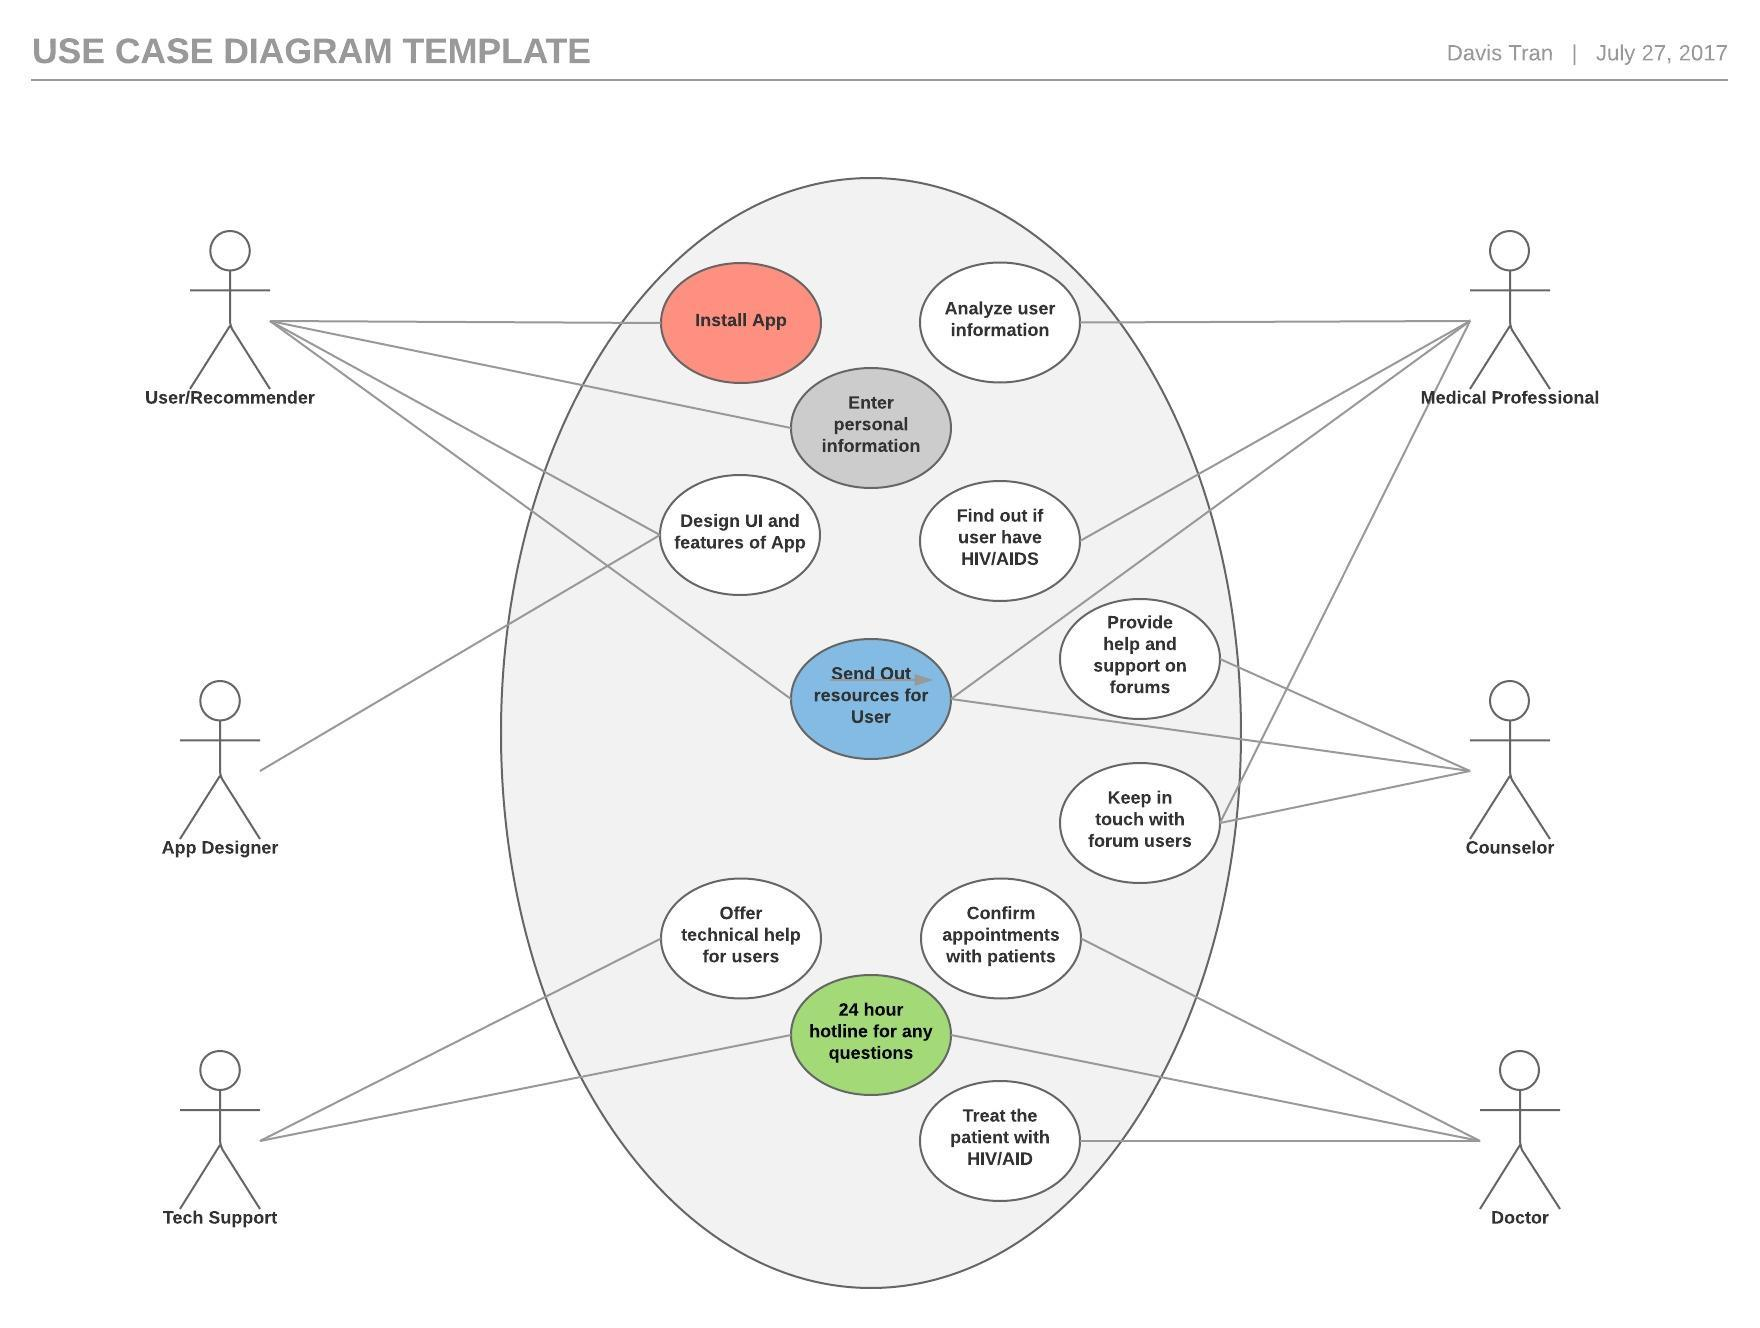 USE CASE DIAGRAM TEMPLATE
Davis Tran | July 27, 2017
Install App
Analyze user
information
User/Recommender
Medical Professional
Enter
personal
information
Design UI and
features of App
Find out if
user have
HIV/AIDS
Provide
help and
support on
forums
Send Out
resources for
User
Keep in
touch with
forum users
App Designer
Counselor
Offer
technical help
for users
Confirm
appointments
with patients
24 hour
hotline for any
questions
Treat the
patient with
HIV/AID
Tech Support
Doctor